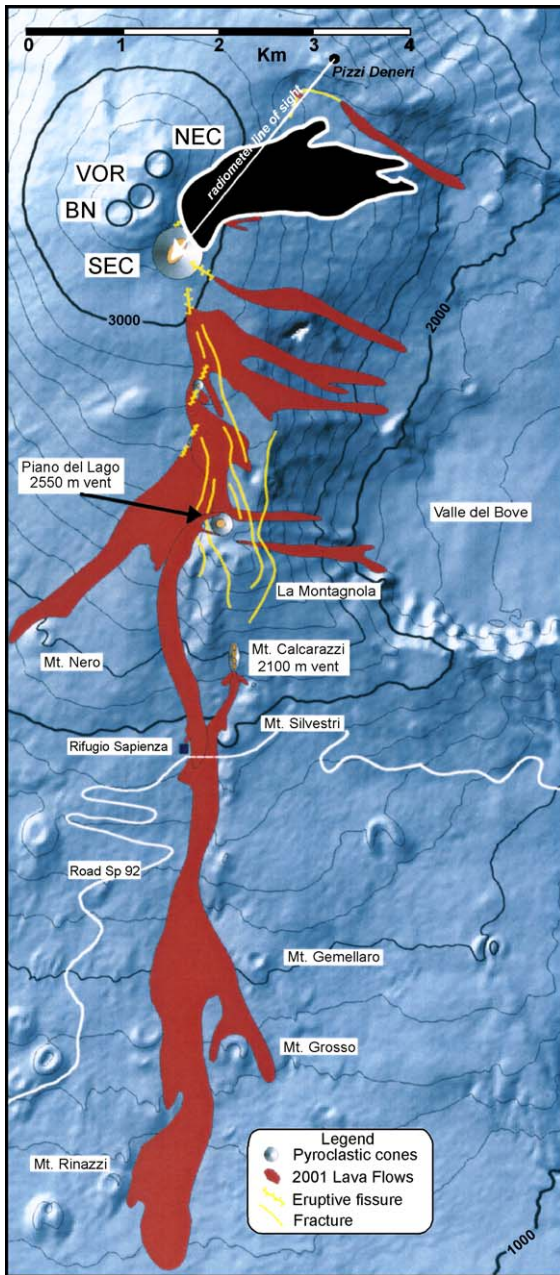 0 1 2 3 4
Km
Pizzi Deneri
radiometer line of sight
NEC
VOR
BN
SEC
3000
2000
Piano del Lago
2550 m vent
Valle del Bove
La Montagnola
Mt. Nero
Mt. Calcarazzi
2100 m vent
Mt. Silvestri
Rifugio Sapienza
Road Sp 92
Mt. Gemellaro
Mt. Grosso
Mt. Rinazzi
Legend
Pyroclastic cones
2001 Lava Flows
Eruptive fissure
Fracture
1000